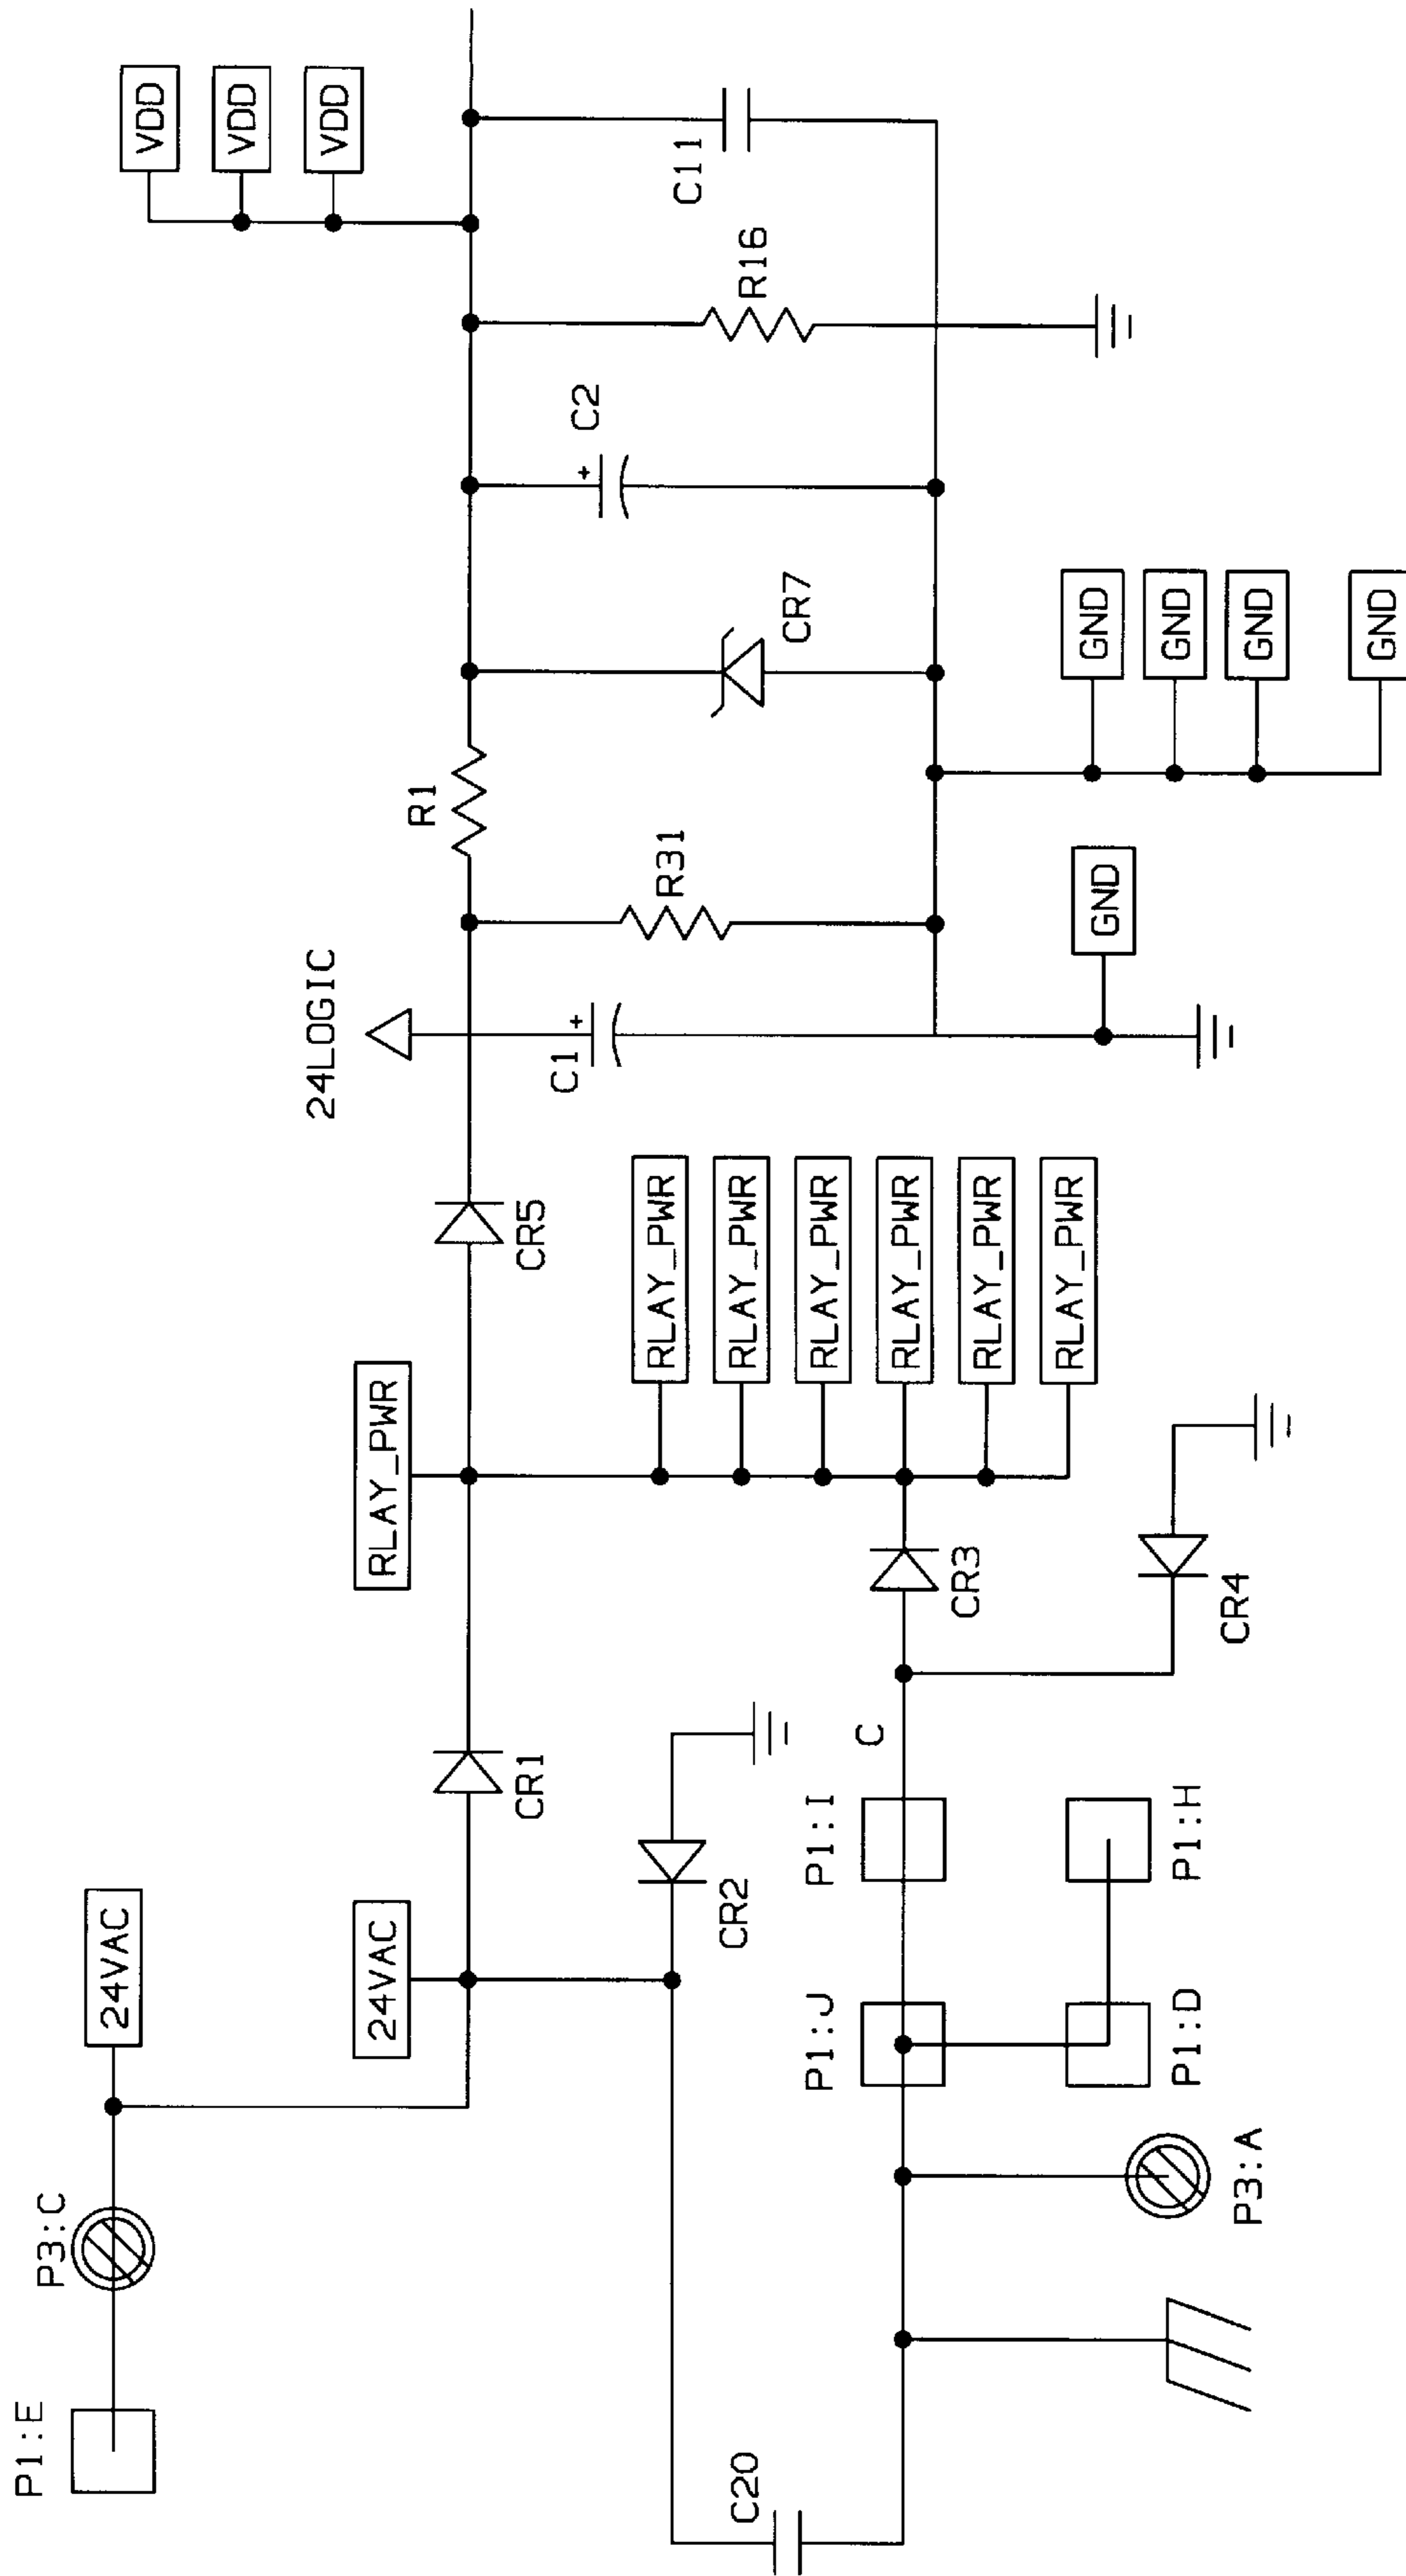 P1:E
P3:C
24VAC
24VAC
C20
CR2
CR1
P1:J
P1:I
C
P1:D
P1:H
P3:A
RLAY_PWR
CR3
CR4
RLAY_PWR
RLAY_PWR
RLAY_PWR
RLAY_PWR
RLAY_PWR
RLAY_PWR
CR5
24LOGIC
C1
R31
R1
GND
CR7
GND
GND
GND
GND
C2
R16
C11
VDD
VDD
VDD